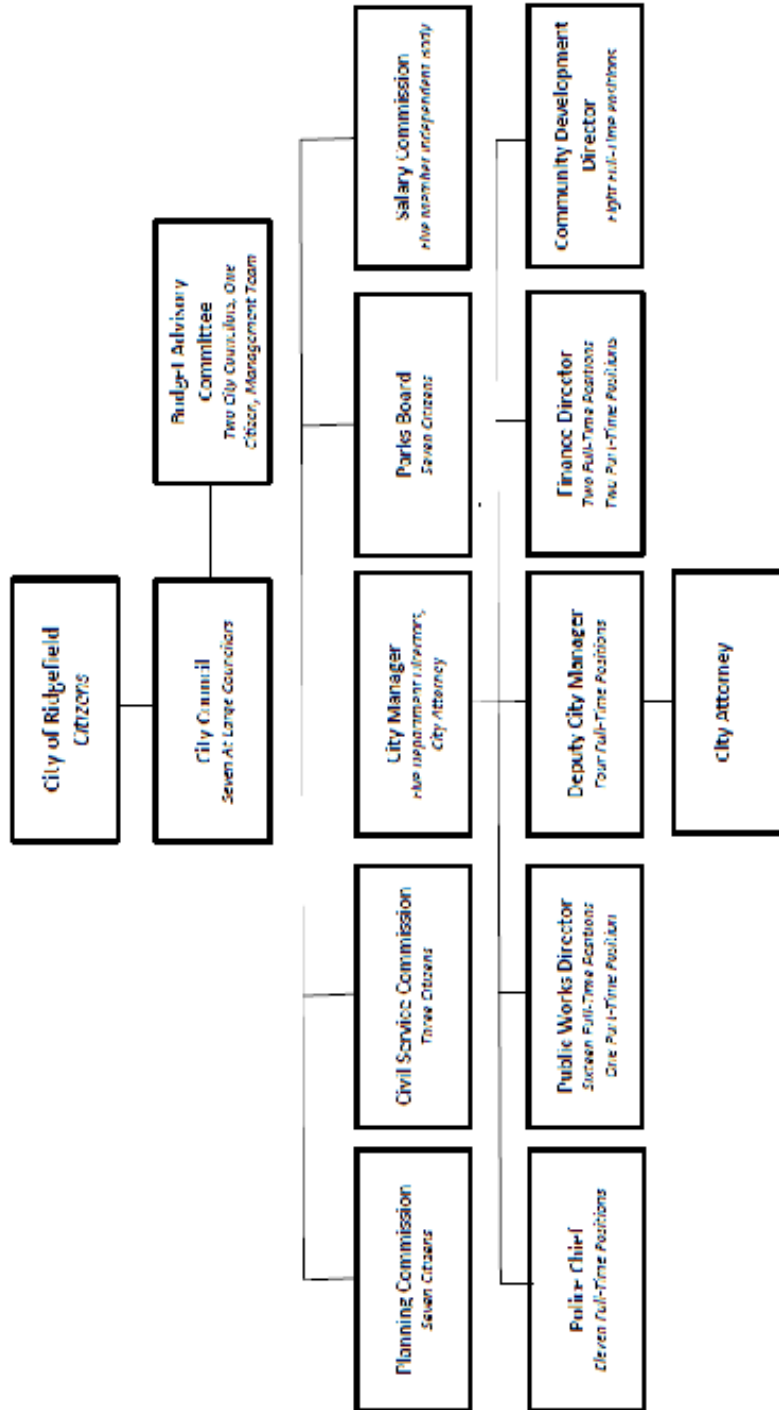 City of Ridgefield
Citizens
City Council
Seven At Large Councilors
Budget Advisory
Committee
Two City Councilors, One
Citizen, Management Team
Planning Commission
Seven Citizens
Civil Service Commission
Three Citizens
City Manager
Five Department Directors,
City Attorney
Parks Board
Seven Citizens
Salary Commission
Five Member Independent Body
Police Chief
Eleven Full-Time Positions
Public Works Director
Sixteen Full-Time Positions
One Part-Time Position
Deputy City Manager
Four Full-Time Positions
Finance Director
Two Full-Time Positions
Two Part-Time Positions
Community Development
Director
Eight Full-Time Positions
City Attorney